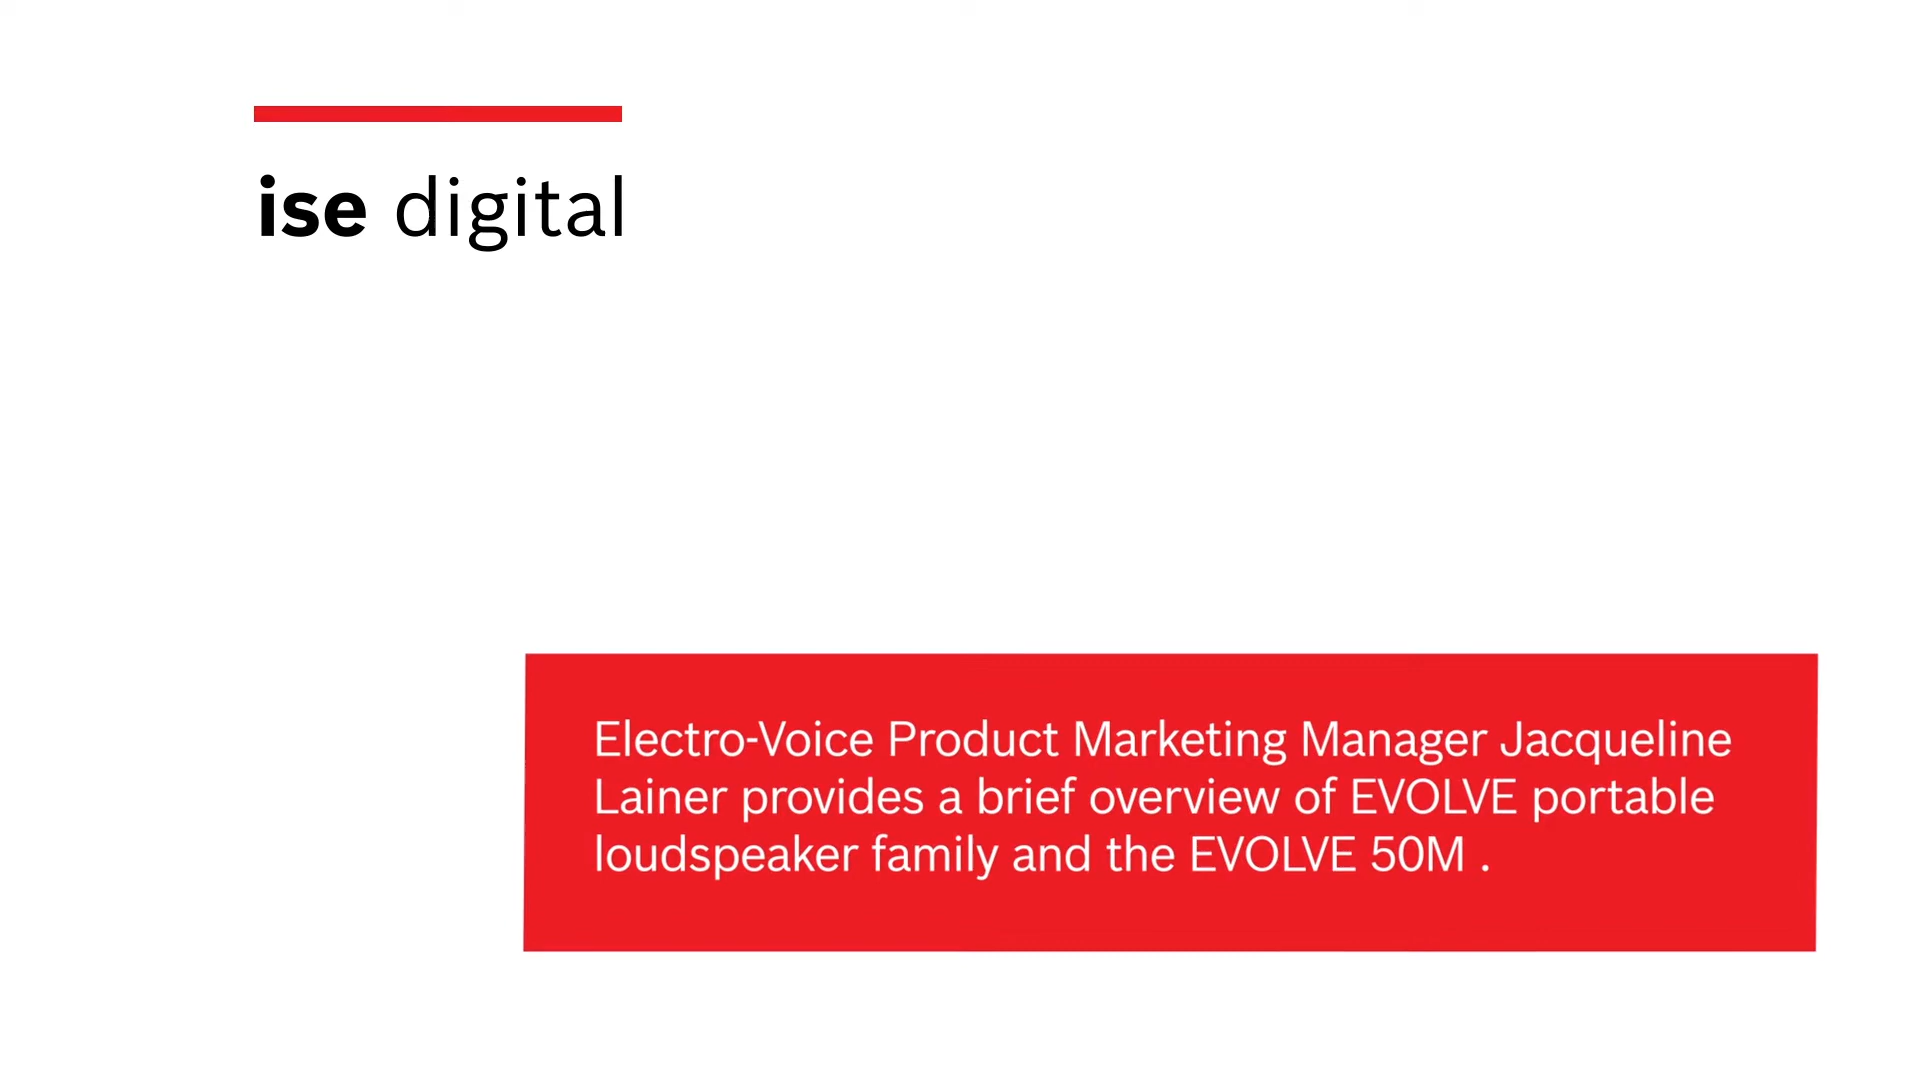 ise digital
Electro-Voice Product Marketing Manager Jacqueline
Lainer provides a brief overview of EVOLVE portable
loudspeaker family and the EVOLVE 50M .